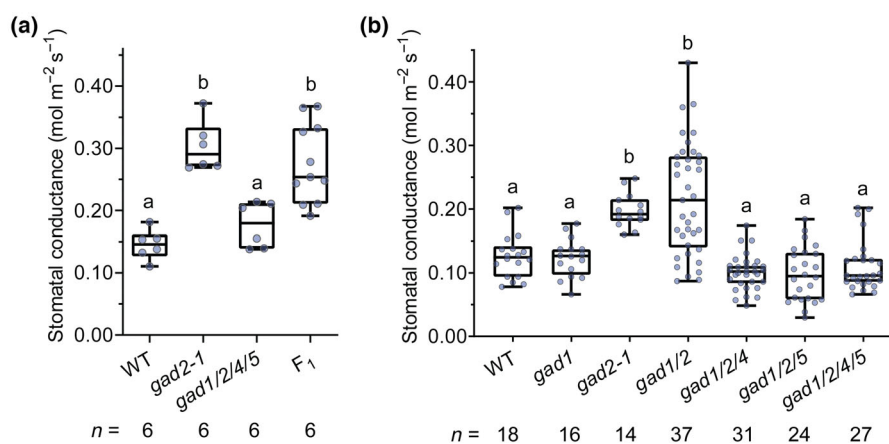 (a)
Stomatal conductance (mol m⁻² s⁻¹)
0.40
0.30
0.20
0.10
0.00
a
b
a
b
WT
gad2-1
gad1/2/4/5
F₁
n = 6 6 6 6
(b)
Stomatal conductance (mol m⁻² s⁻¹)
0.40
0.30
0.20
0.10
0.00
a
a
b
b
a
a
a
WT
gad1
gad2-1
gad1/2
gad1/2/4
gad1/2/5
gad1/2/4/5
n = 18 16 14 37 31 24 27